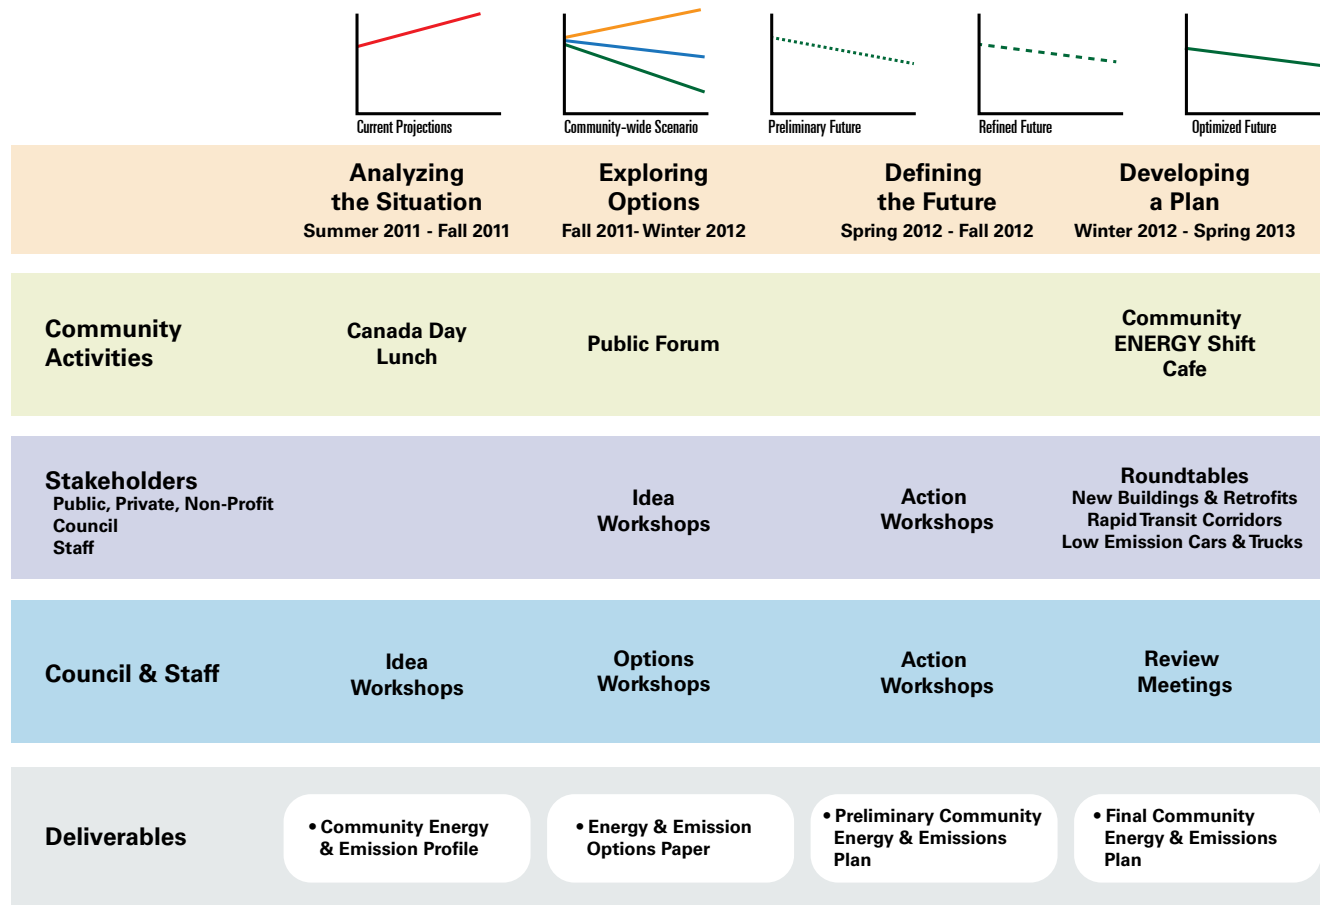 Current Projections
Community-wide Scenario
Preliminary Future
Refined Future
Optimized Future
Analyzing
the Situation
Summer 2011 - Fall 2011
Exploring
Options
Fall 2011- Winter 2012
Defining
the Future
Spring 2012 - Fall 2012
Developing
a Plan
Winter 2012 - Spring 2013
Community
Activities
Canada Day
Lunch
Public Forum
Community
ENERGY Shift
Cafe
Stakeholders
Public, Private, Non-Profit
Council
Staff
Idea
Workshops
Action
Workshops
Roundtables
New Buildings & Retrofits
Rapid Transit Corridors
Low Emission Cars & Trucks
Council & Staff
Idea
Workshops
Options
Workshops
Action
Workshops
Review
Meetings
Deliverables
• Community Energy
& Emission Profile
• Energy & Emission
Options Paper
• Preliminary Community
Energy & Emissions
Plan
• Final Community
Energy & Emissions
Plan